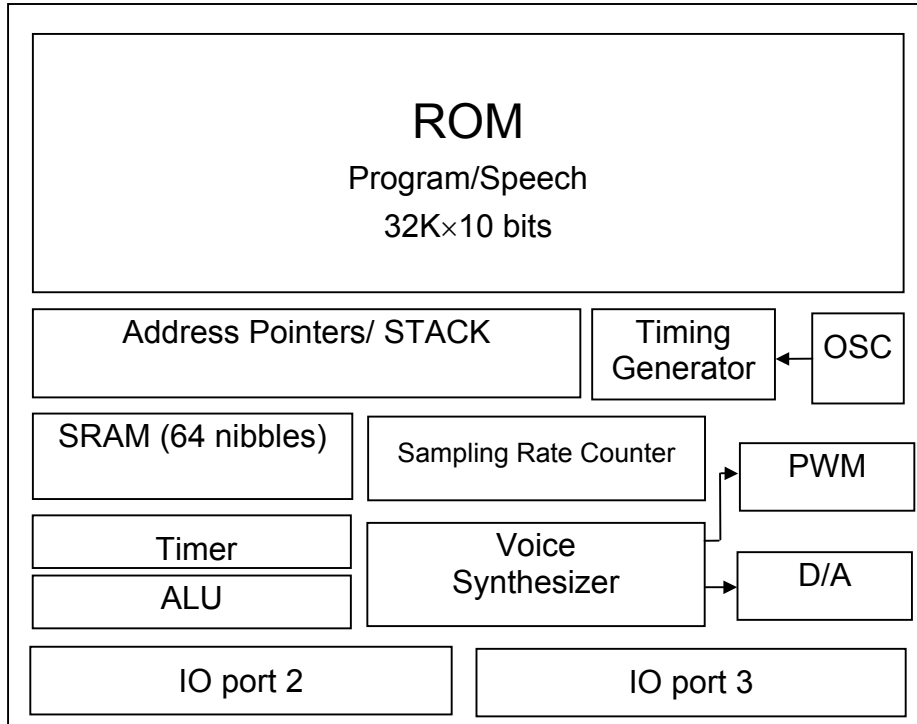 ROM
Program/Speech
32K×10 bits
Address Pointers/ STACK
Timing
Generator
OSC
SRAM (64 nibbles)
Sampling Rate Counter
PWM
Timer
Voice
Synthesizer
D/A
ALU
IO port 2
IO port 3